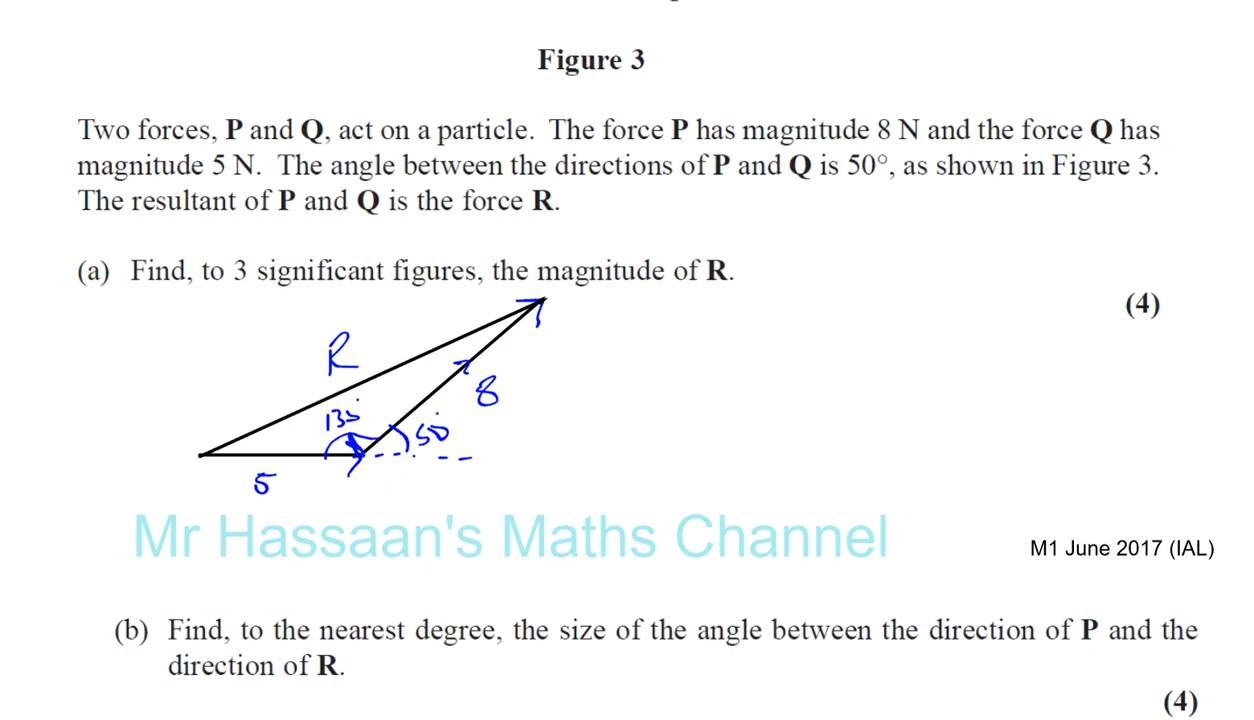 Figure 3
Two forces, P and Q, act on a particle. The force P has magnitude 8 N and the force Q has
magnitude 5 N. The angle between the directions of P and Q is 50°, as shown in Figure 3.
The resultant of P and Q is the force R.
(a) Find, to 3 significant figures, the magnitude of R.
(4)
R
8
50°
5
Mr Hassaan's Maths Channel
M1 June 2017 (IAL)
(b) Find, to the nearest degree, the size of the angle between the direction of P and the
direction of R.
(4)